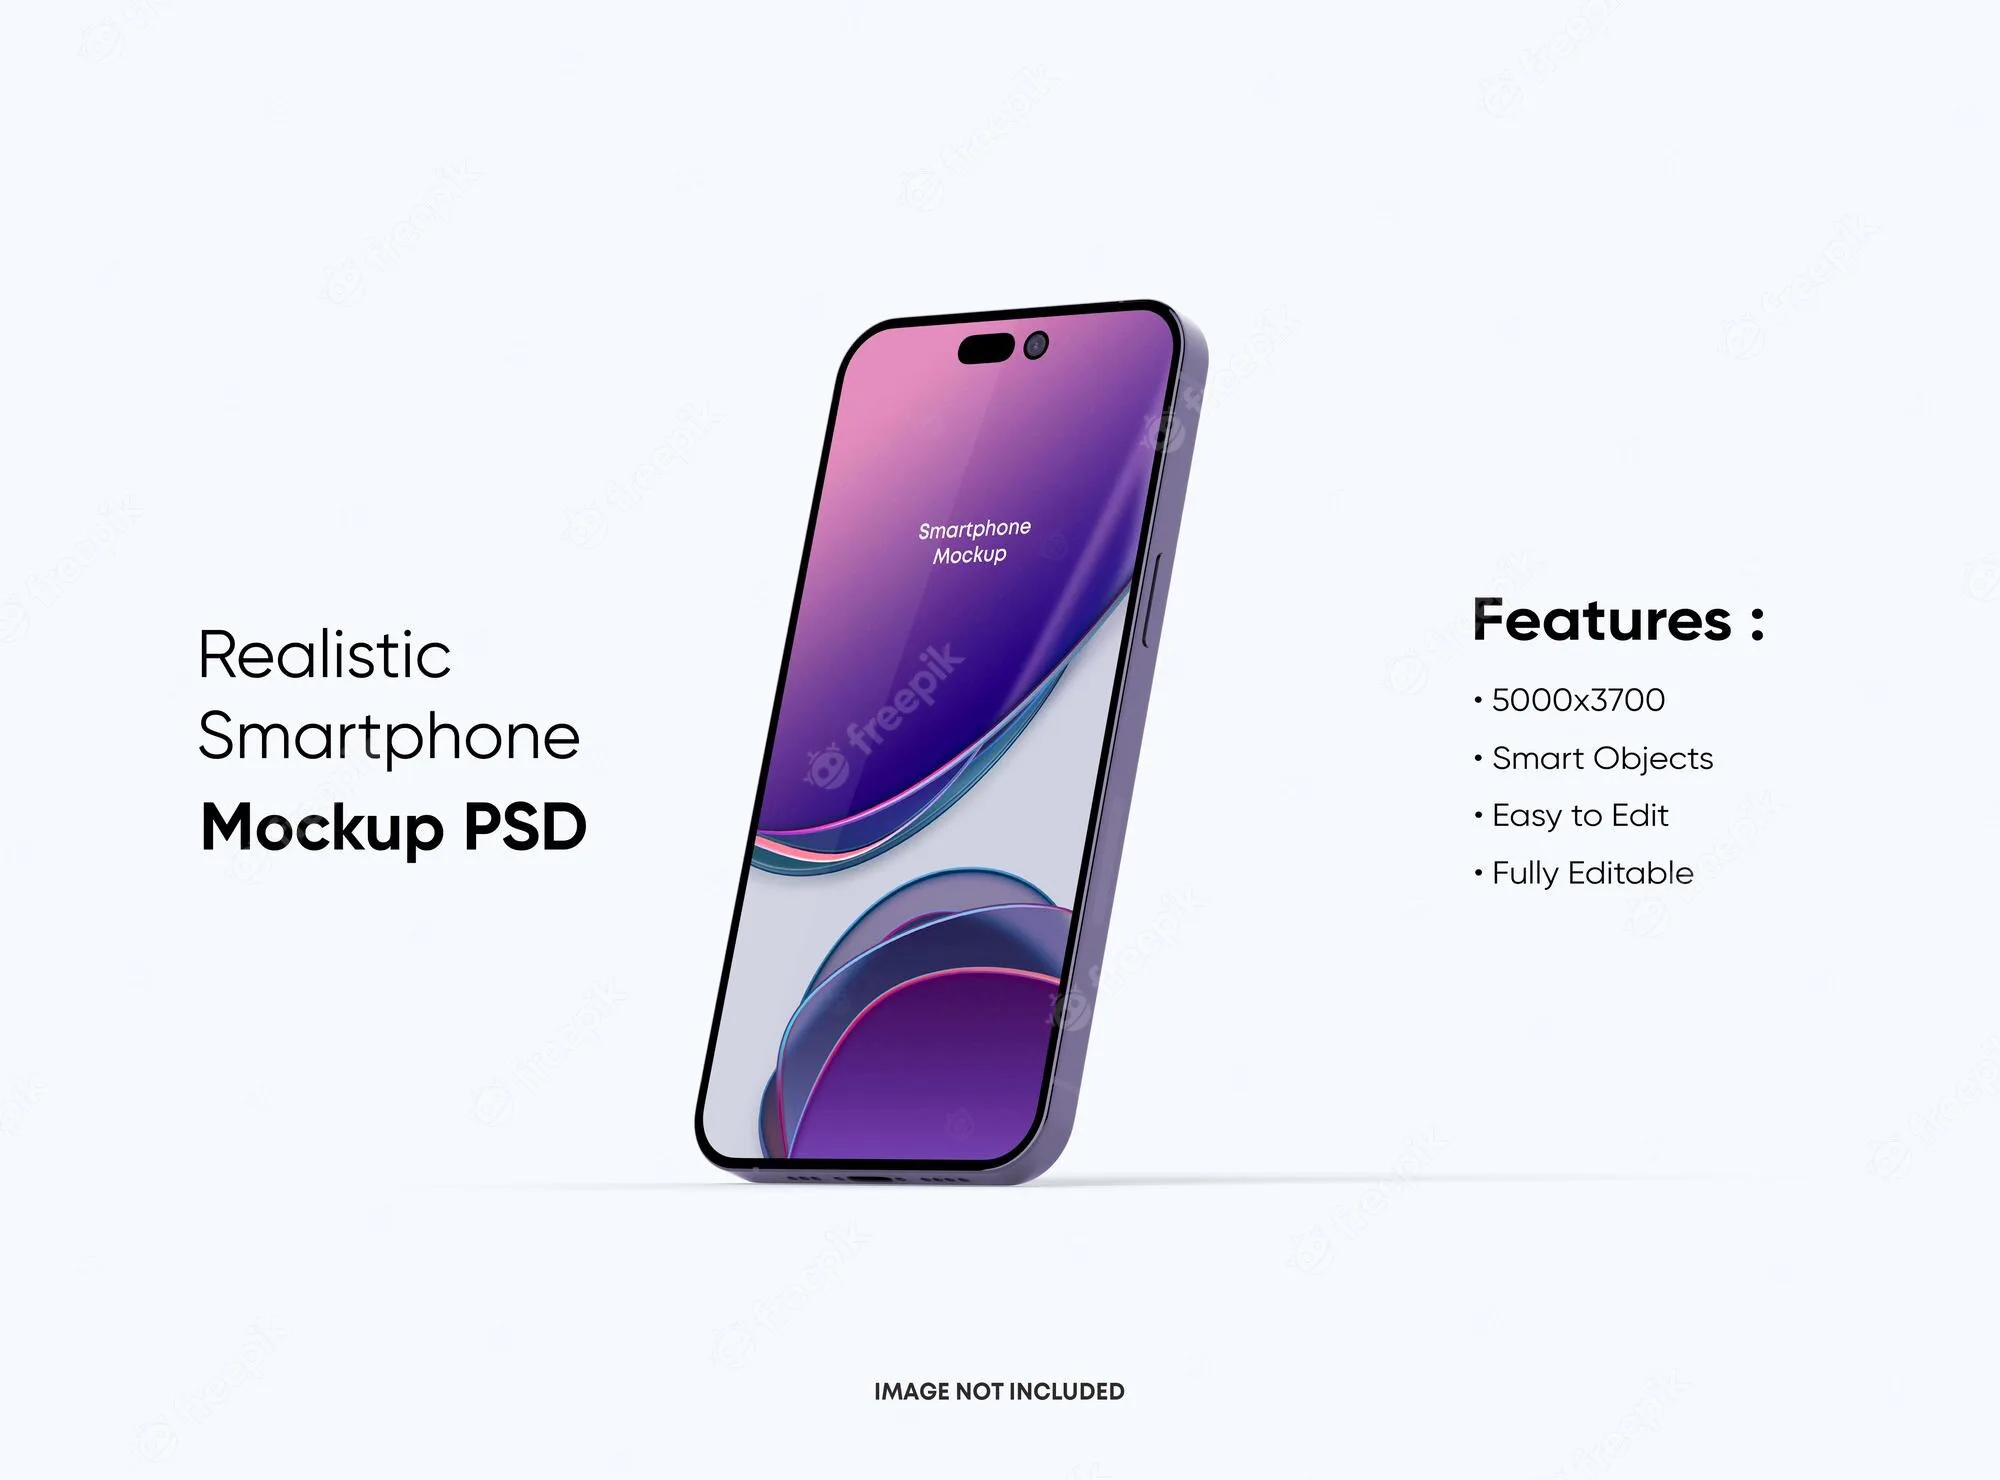 Realistic
Smartphone
Mockup PSD
Smartphone
Mockup
freepik
Features :
• 5000x3700
• Smart Objects
• Easy to Edit
• Fully Editable
IMAGE NOT INCLUDED